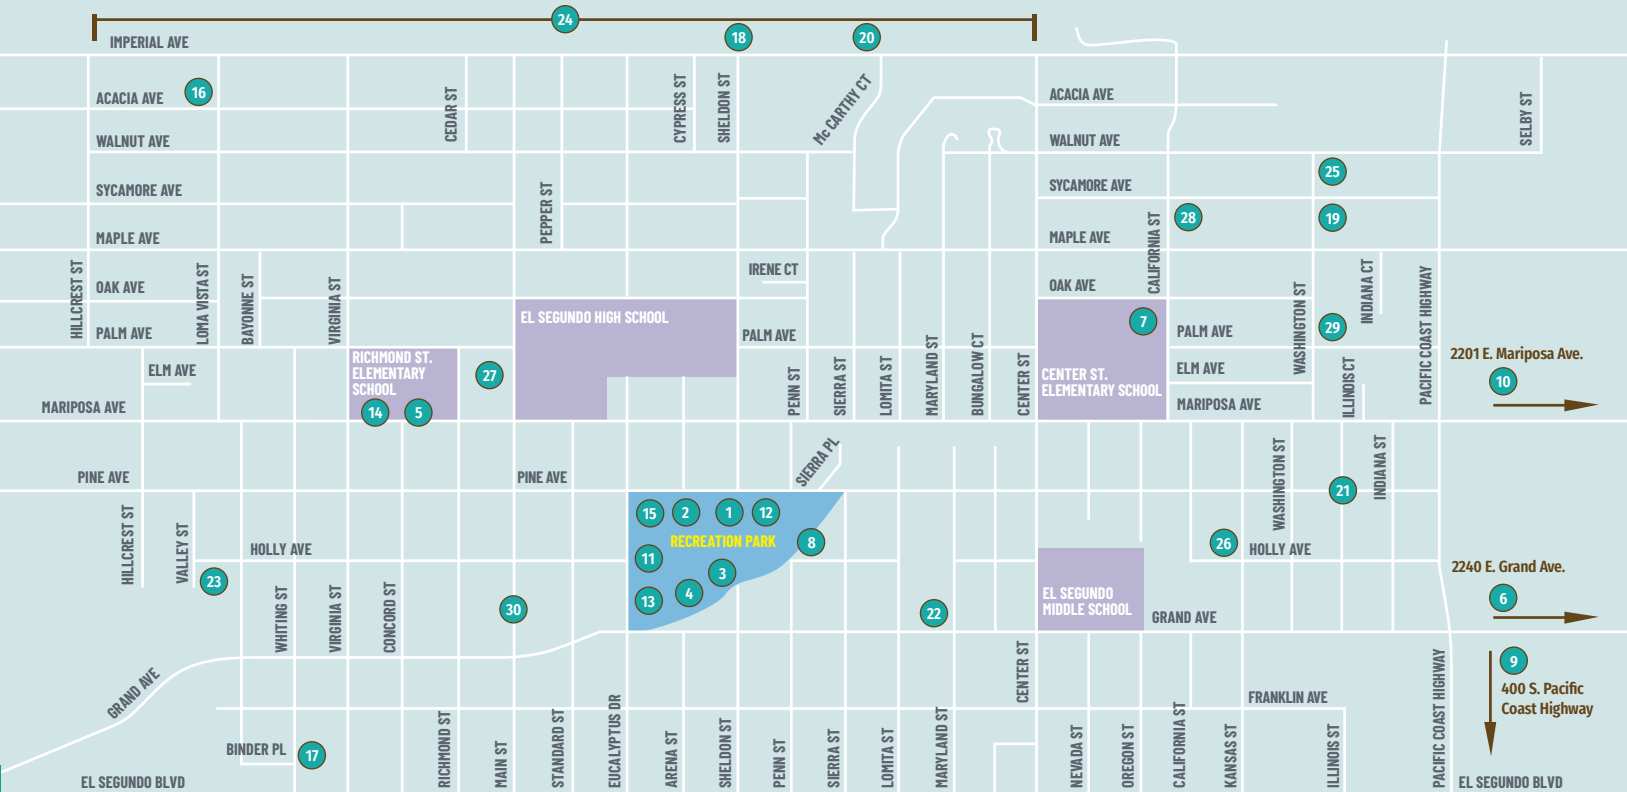 24
18
20
IMPERIAL AVE
16
ACACIA AVE
CEDAR ST
CYPRESS ST
SHELDON ST
Mc CARTHY CT
ACACIA AVE
SELBY ST
WALNUT AVE
WALNUT AVE
25
SYCAMORE AVE
PEPPER ST
SYCAMORE AVE
28
19
MAPLE AVE
MAPLE AVE
CALIFORNIA ST
HILLCREST ST
OAK AVE
LOMA VISTA ST
BAYONNE ST
VIRGINIA ST
IRENE CT
OAK AVE
WASHINGTON ST
INDIANA CT
PACIFIC COAST HIGHWAY
PALM AVE
EL SEGUNDO HIGH SCHOOL
PALM AVE
7
PALM AVE
29
2201 E. Mariposa Ave.
10
RICHMOND ST.
ELEMENTARY
SCHOOL
14
5
27
ELM AVE
MARIPOSA AVE
PENN ST
SIERRA ST
LOMITA ST
MARYLAND ST
BUNGALOW CT
CENTER ST
CENTER ST.
ELEMENTARY SCHOOL
ELM AVE
MARIPOSA AVE
ILLINOIS CT
PINE AVE
PINE AVE
SIERRA PL
WASHINGTON ST
21
INDIANA ST
HILLCREST ST
VALLEY ST
HOLLY AVE
23
15
2
1
12
RECREATION PARK
8
11
3
4
13
26
HOLLY AVE
2240 E. Grand Ave.
6
WHITING ST
VIRGINIA ST
CONCORD ST
30
22
EL SEGUNDO
MIDDLE SCHOOL
GRAND AVE
GRAND AVE
CENTER ST
FRANKLIN AVE
PACIFIC COAST HIGHWAY
9
400 S. Pacific
Coast Highway
BINDER PL
17
RICHMOND ST
MAIN ST
STANDARD ST
EUCALYPTUS DR
ARENA ST
SHELDON ST
PENN ST
SIERRA ST
LOMITA ST
MARYLAND ST
NEVADA ST
OREGON ST
CALIFORNIA ST
KANSAS ST
ILLINOIS ST
EL SEGUNDO BLVD
EL SEGUNDO BLVD